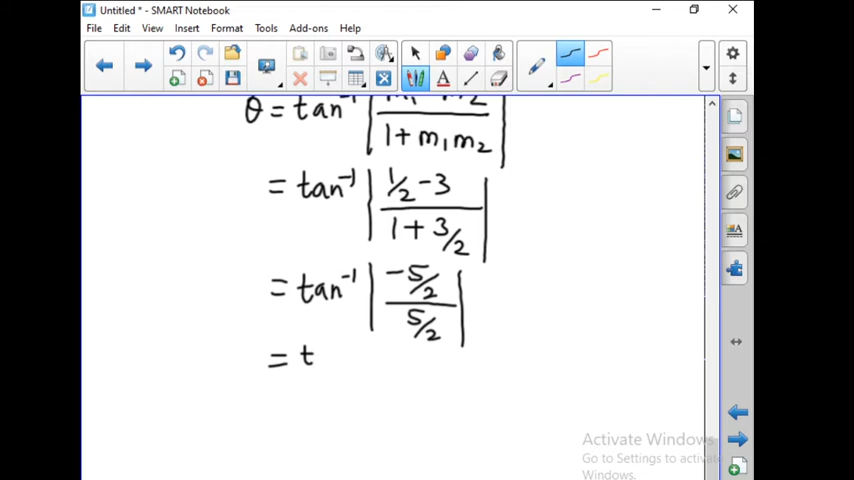 Untitled * - SMART Notebook
File Edit View Insert Format Tools Add-ons Help
θ = tan⁻¹ | m₁ - m₂ / 1 + m₁m₂ |
= tan⁻¹ | 1/2 - 3 / 1 + 3/2 |
= tan⁻¹ | -5/2 / 5/2 |
= t
Activate Windows
Go to Settings to activate
Windows.